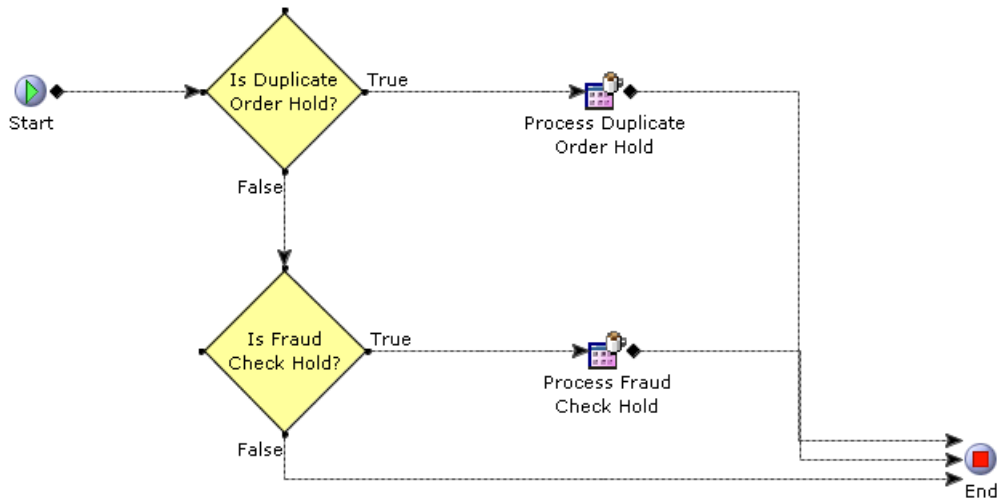 Is Duplicate
Order Hold?
True
Start
Process Duplicate
Order Hold
False
Is Fraud
Check Hold?
True
Process Fraud
Check Hold
False
End